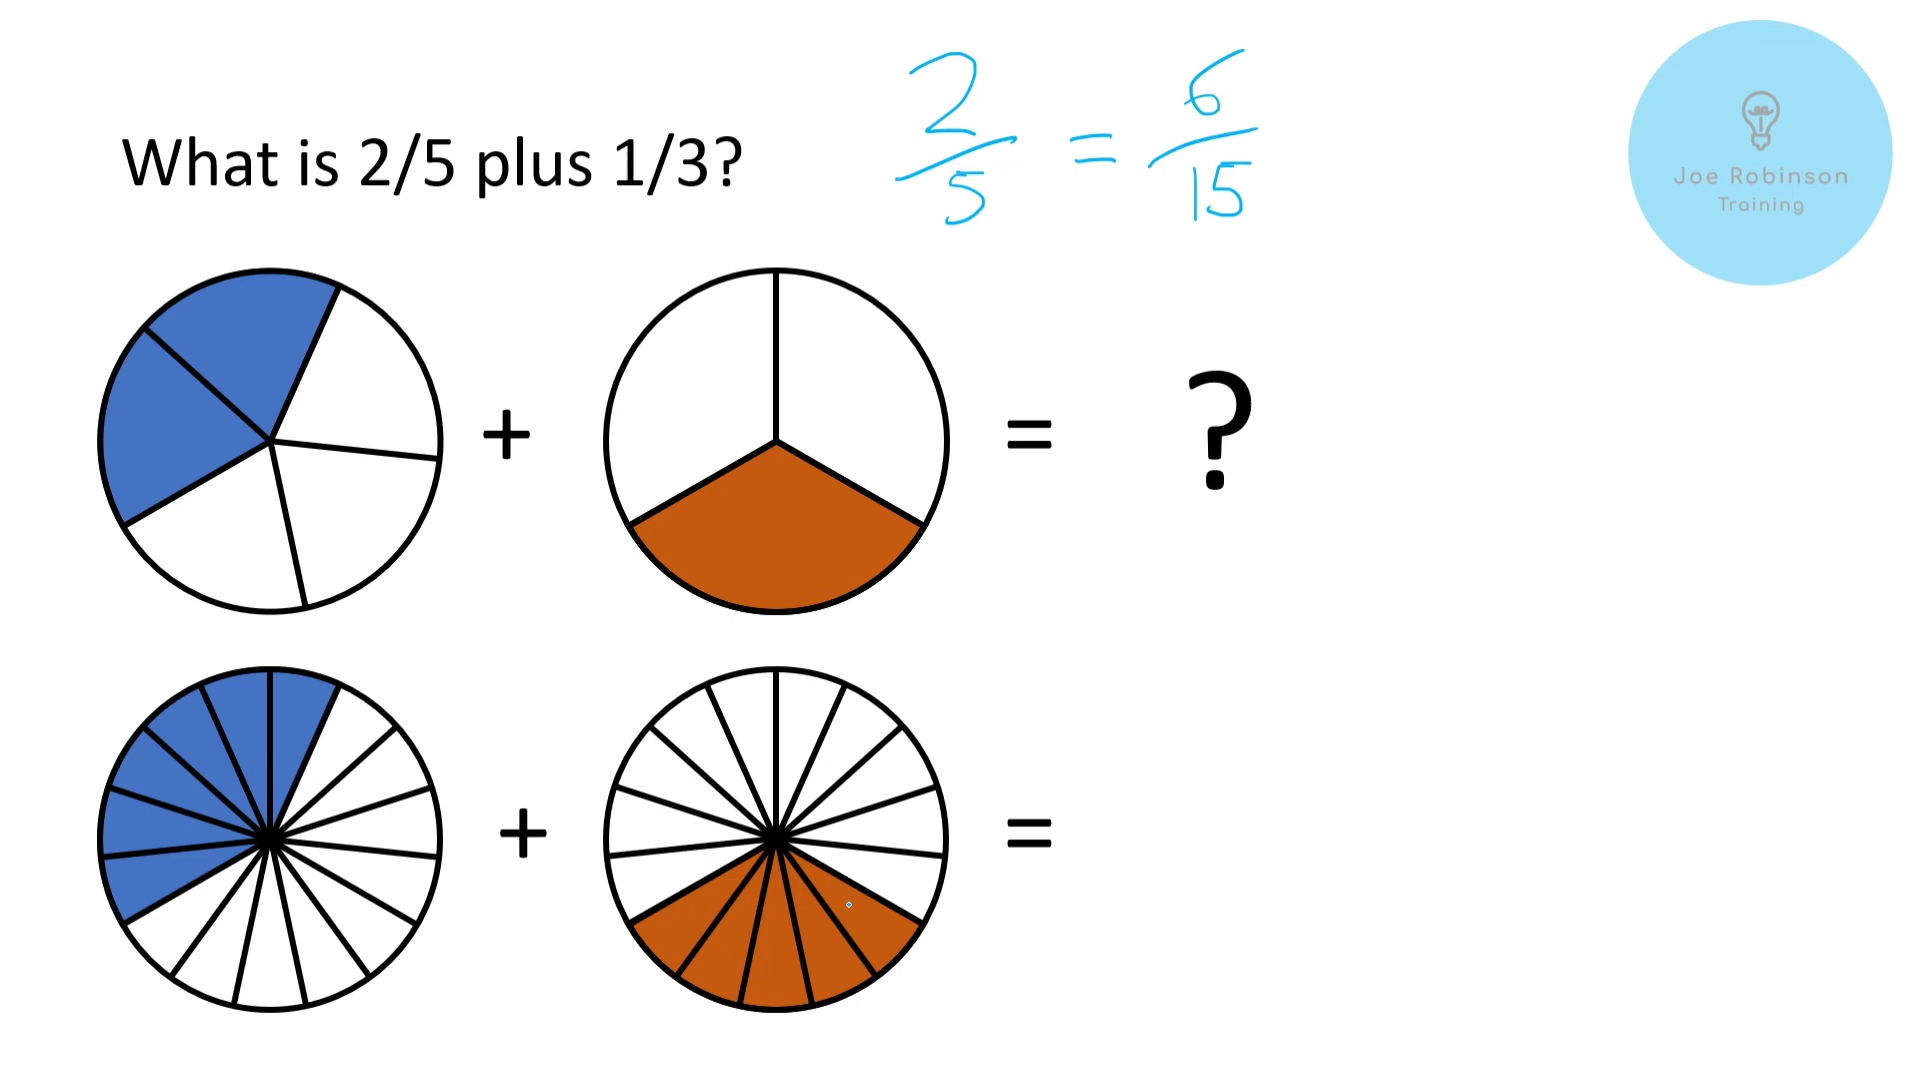 What is 2/5 plus 1/3?
2/5 = 6/15
Joe Robinson
Training
+ = ?
+ =